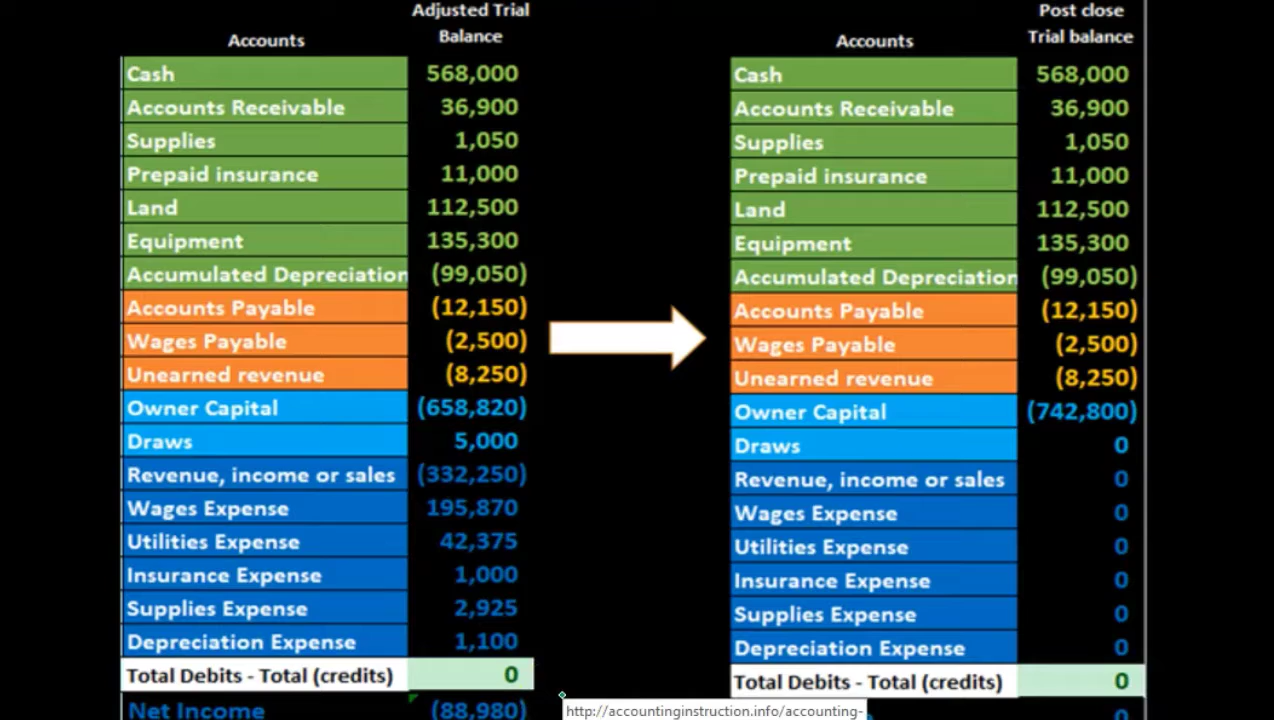 Adjusted Trial
Accounts Balance
Cash 568,000
Accounts Receivable 36,900
Supplies 1,050
Prepaid insurance 11,000
Land 112,500
Equipment 135,300
Accumulated Depreciation (99,050)
Accounts Payable (12,150)
Wages Payable (2,500)
Unearned revenue (8,250)
Owner Capital (658,820)
Draws 5,000
Revenue, income or sales (332,250)
Wages Expense 195,870
Utilities Expense 42,375
Insurance Expense 1,000
Supplies Expense 2,925
Depreciation Expense 1,100
Total Debits - Total (credits) 0
Net Income (88,980)
Post close
Accounts Trial balance
Cash 568,000
Accounts Receivable 36,900
Supplies 1,050
Prepaid insurance 11,000
Land 112,500
Equipment 135,300
Accumulated Depreciation (99,050)
Accounts Payable (12,150)
Wages Payable (2,500)
Unearned revenue (8,250)
Owner Capital (742,800)
Draws 0
Revenue, income or sales 0
Wages Expense 0
Utilities Expense 0
Insurance Expense 0
Supplies Expense 0
Depreciation Expense 0
Total Debits - Total (credits) 0
0
http://accountinginstruction.info/accounting-